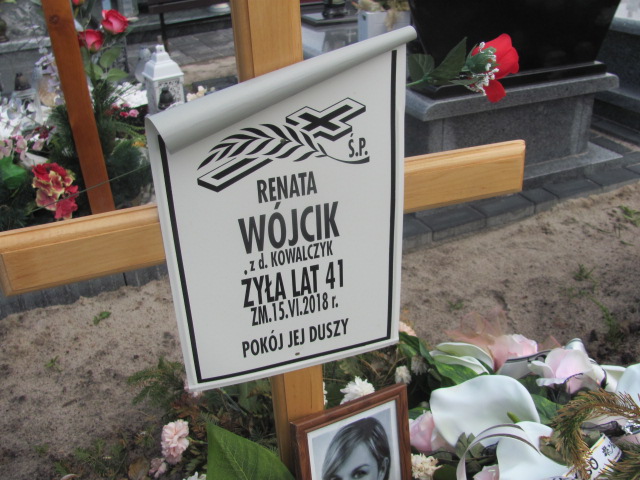 Ś.P.
RENATA
WÓJCIK
z d. KOWALCZYK
ŻYŁA LAT 41
ZM. 15.VI.2018 r.
POKÓJ JEJ DUSZY